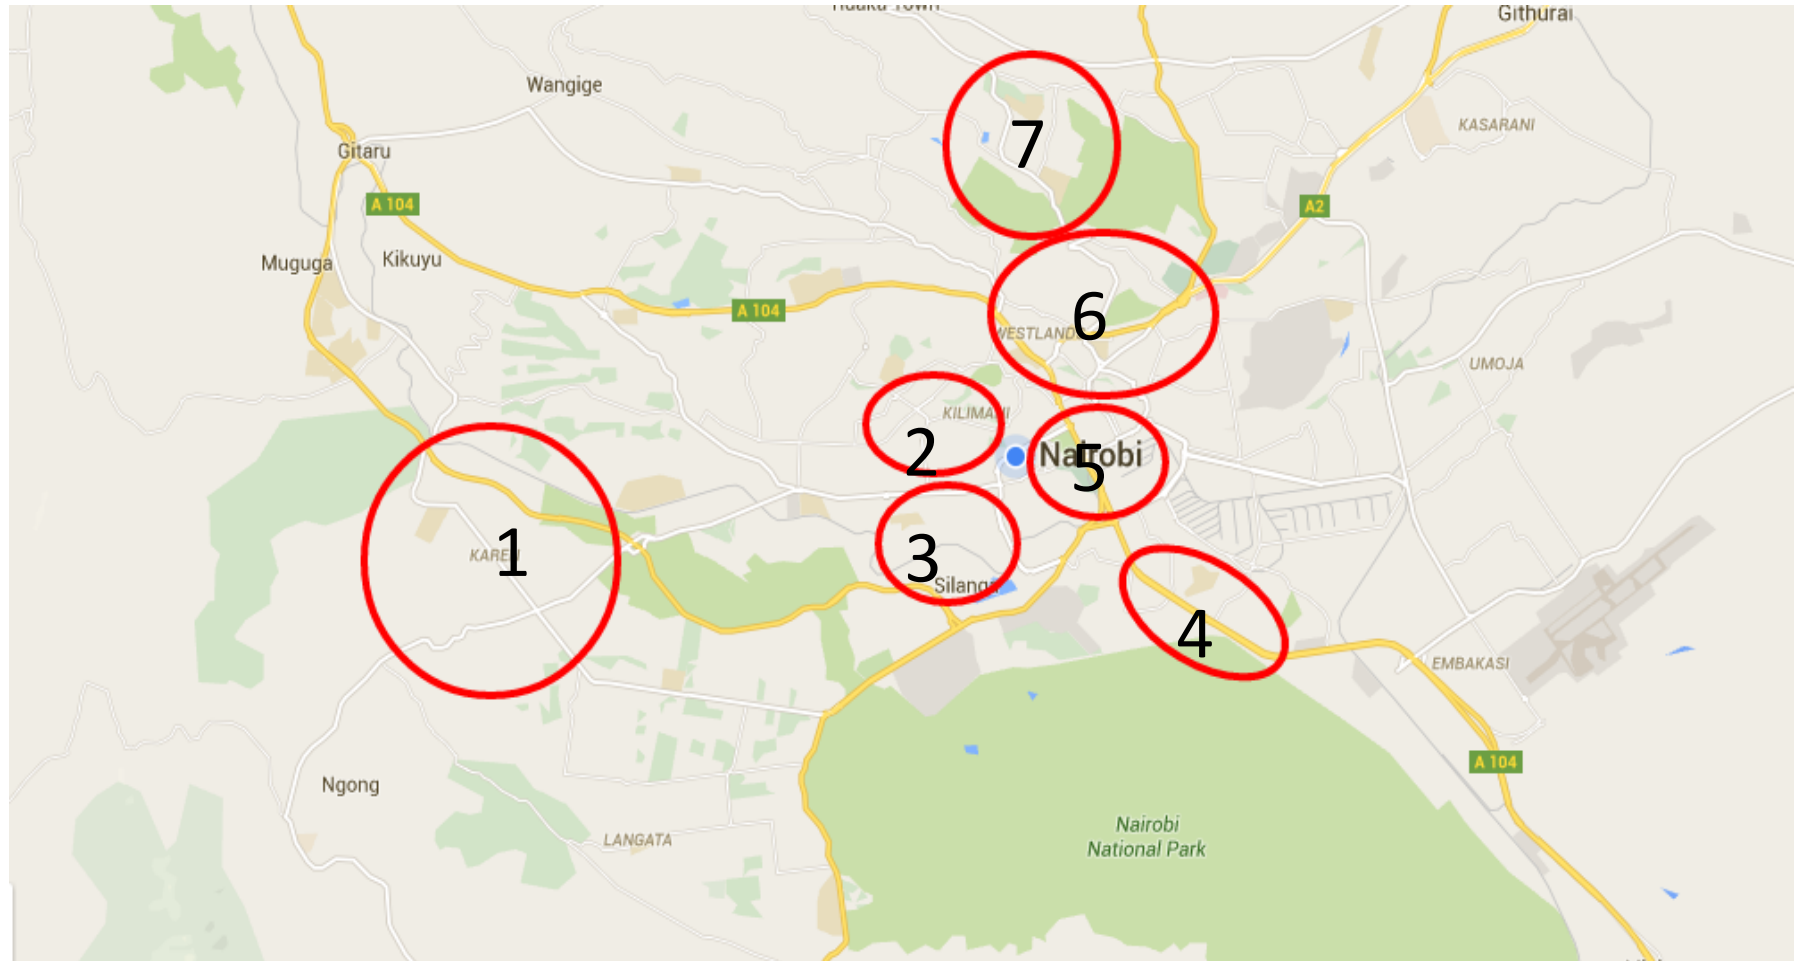 Githurai
Wangige
7
KASARANI
Gitaru
A 104
A2
Muguga
Kikuyu
A 104
6
UMOJA
KILIMANI
2
Nairobi
5
KAREN
1
3
Silanga
4
EMBAKASI
A 104
Ngong
LANGATA
Nairobi
National Park